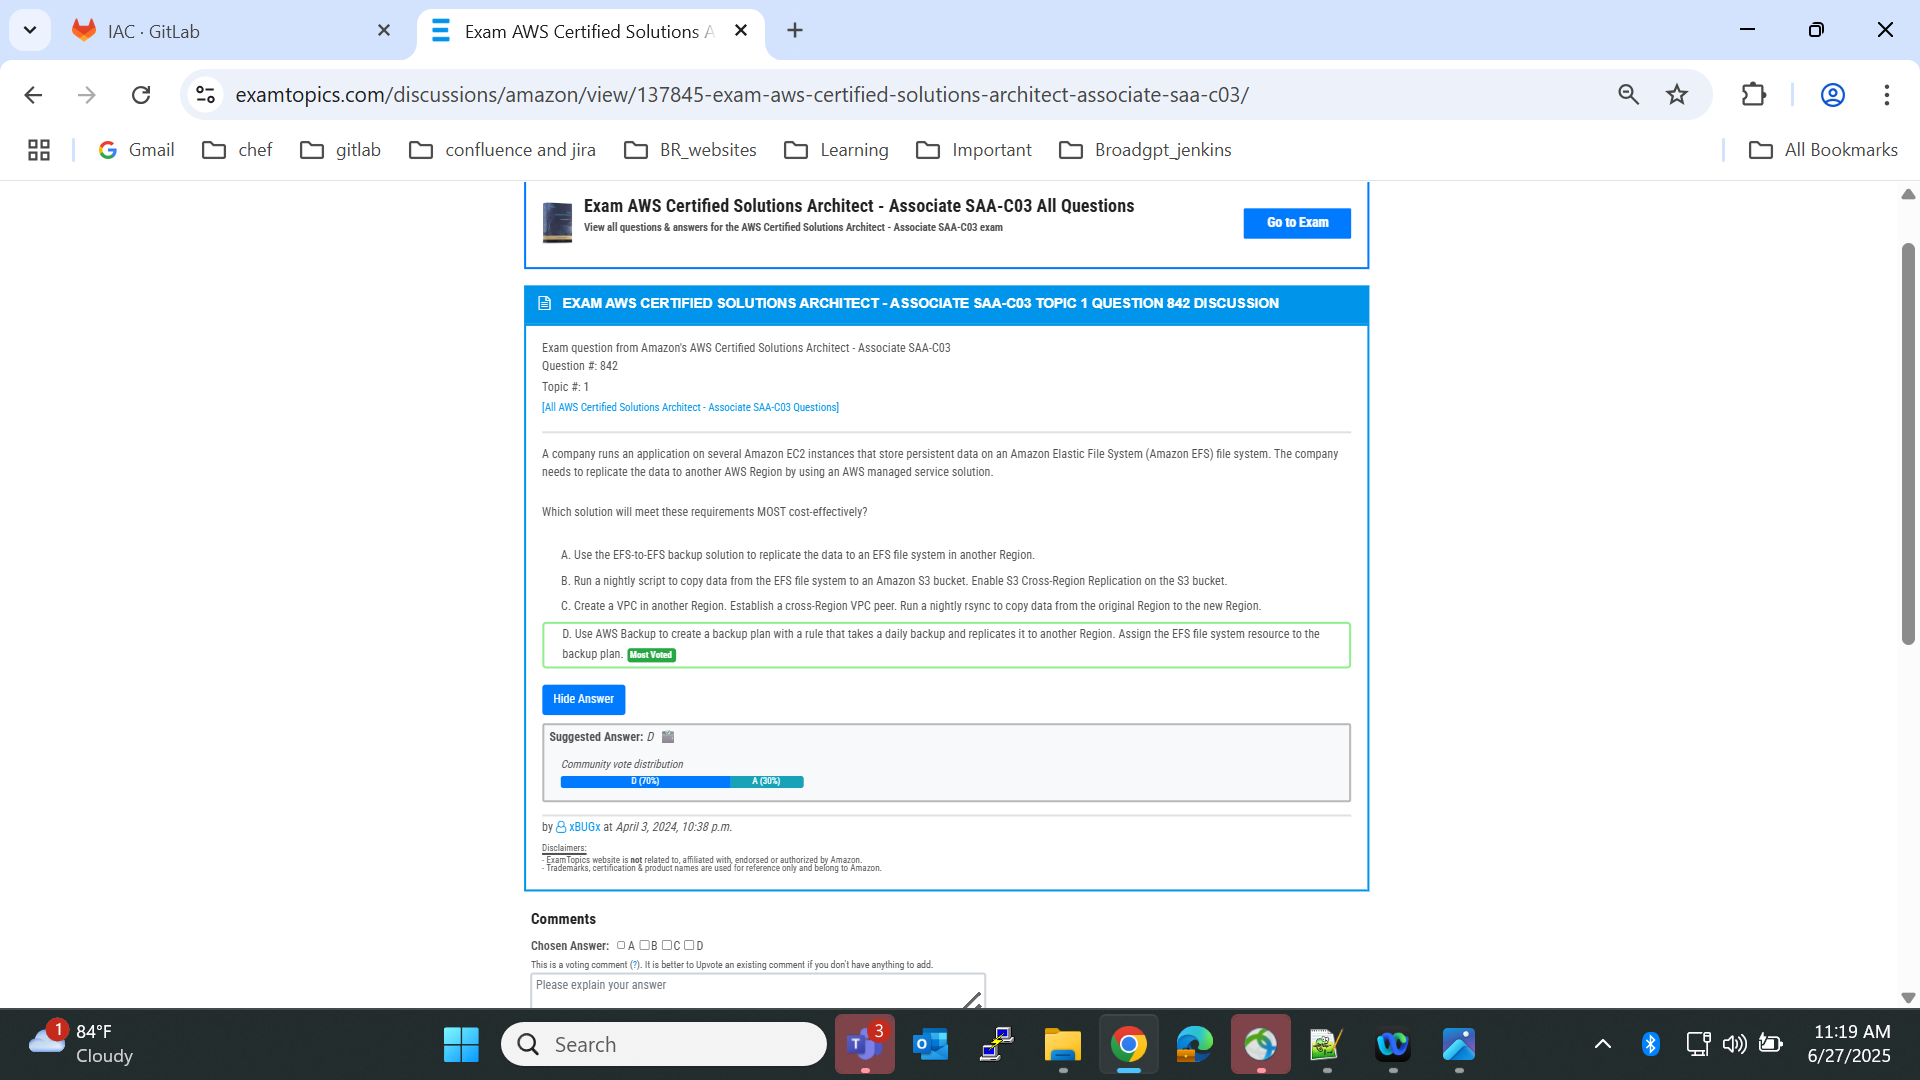 IAC · GitLab
Exam AWS Certified Solutions A
examtopics.com/discussions/amazon/view/137845-exam-aws-certified-solutions-architect-associate-saa-c03/
Gmail chef gitlab confluence and jira BR_websites Learning Important Broadgpt_jenkins All Bookmarks
Exam AWS Certified Solutions Architect - Associate SAA-C03 All Questions
View all questions & answers for the AWS Certified Solutions Architect - Associate SAA-C03 exam
Go to Exam
EXAM AWS CERTIFIED SOLUTIONS ARCHITECT - ASSOCIATE SAA-C03 TOPIC 1 QUESTION 842 DISCUSSION
Exam question from Amazon's AWS Certified Solutions Architect - Associate SAA-C03
Question #: 842
Topic #: 1
[All AWS Certified Solutions Architect - Associate SAA-C03 Questions]
A company runs an application on several Amazon EC2 instances that store persistent data on an Amazon Elastic File System (Amazon EFS) file system. The company
needs to replicate the data to another AWS Region by using an AWS managed service solution.
Which solution will meet these requirements MOST cost-effectively?
A. Use the EFS-to-EFS backup solution to replicate the data to an EFS file system in another Region.
B. Run a nightly script to copy data from the EFS file system to an Amazon S3 bucket. Enable S3 Cross-Region Replication on the S3 bucket.
C. Create a VPC in another Region. Establish a cross-Region VPC peer. Run a nightly rsync to copy data from the original Region to the new Region.
D. Use AWS Backup to create a backup plan with a rule that takes a daily backup and replicates it to another Region. Assign the EFS file system resource to the
backup plan. Most Voted
Hide Answer
Suggested Answer: D
Community vote distribution
D (70%) A (30%)
by xBUGx at April 3, 2024, 10:38 p.m.
Disclaimers:
- ExamTopics website is not related to, affiliated with, endorsed or authorized by Amazon.
- Trademarks, certification & product names are used for reference only and belong to Amazon.
Comments
Chosen Answer: A B C D
This is a voting comment (?). It is better to Upvote an existing comment if you don't have anything to add.
Please explain your answer
1
84°F
Cloudy
Search
3
11:19 AM
6/27/2025